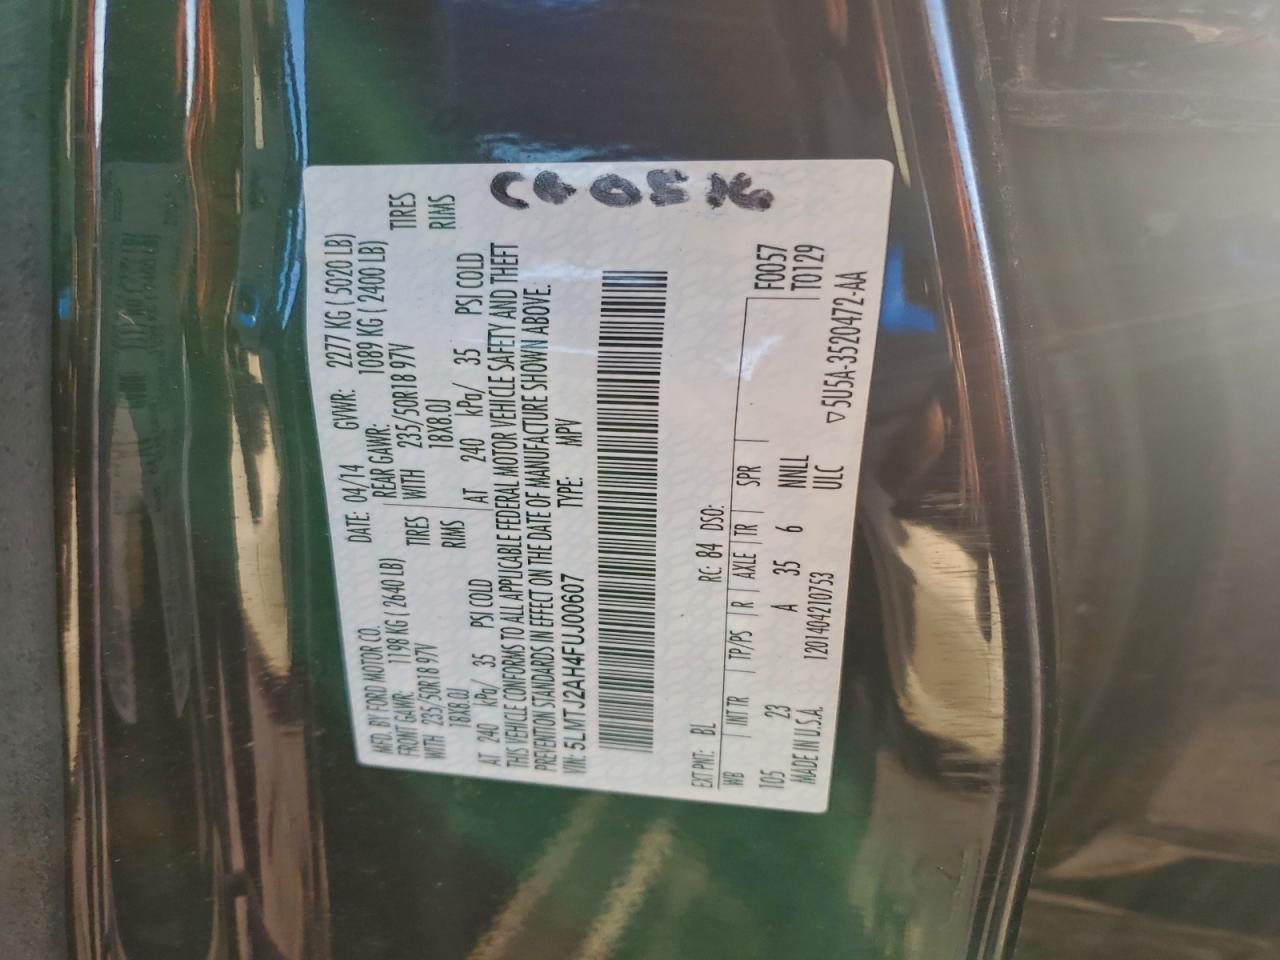 MFD. BY FORD MOTOR CO.
DATE: 04/14 GVWR: 2277 KG ( 5020 LB)
FRONT GAWR: 1198 KG ( 2640 LB)
REAR GAWR: 1089 KG ( 2400 LB)
WITH 235/50R18 97V TIRES
WITH 235/50R18 97V TIRES
18X8.0J RIMS
18X8.0J RIMS
AT 240 kPa/ 35 PSI COLD
AT 240 kPa/ 35 PSI COLD
THIS VEHICLE CONFORMS TO ALL APPLICABLE FEDERAL MOTOR VEHICLE SAFETY AND THEFT
PREVENTION STANDARDS IN EFFECT ON THE DATE OF MANUFACTURE SHOWN ABOVE.
VIN: 5LMTJ2AH4FUJ00607 TYPE: MPV
EXT PNT: BL RC: 84 DSO:
WB INT TR TP/PS R AXLE TR SPR F0057
105 23 A 35 6 NNLL T0129
MADE IN U.S.A. 120140421​0753 ULC ▽5U5A-3520472-AA